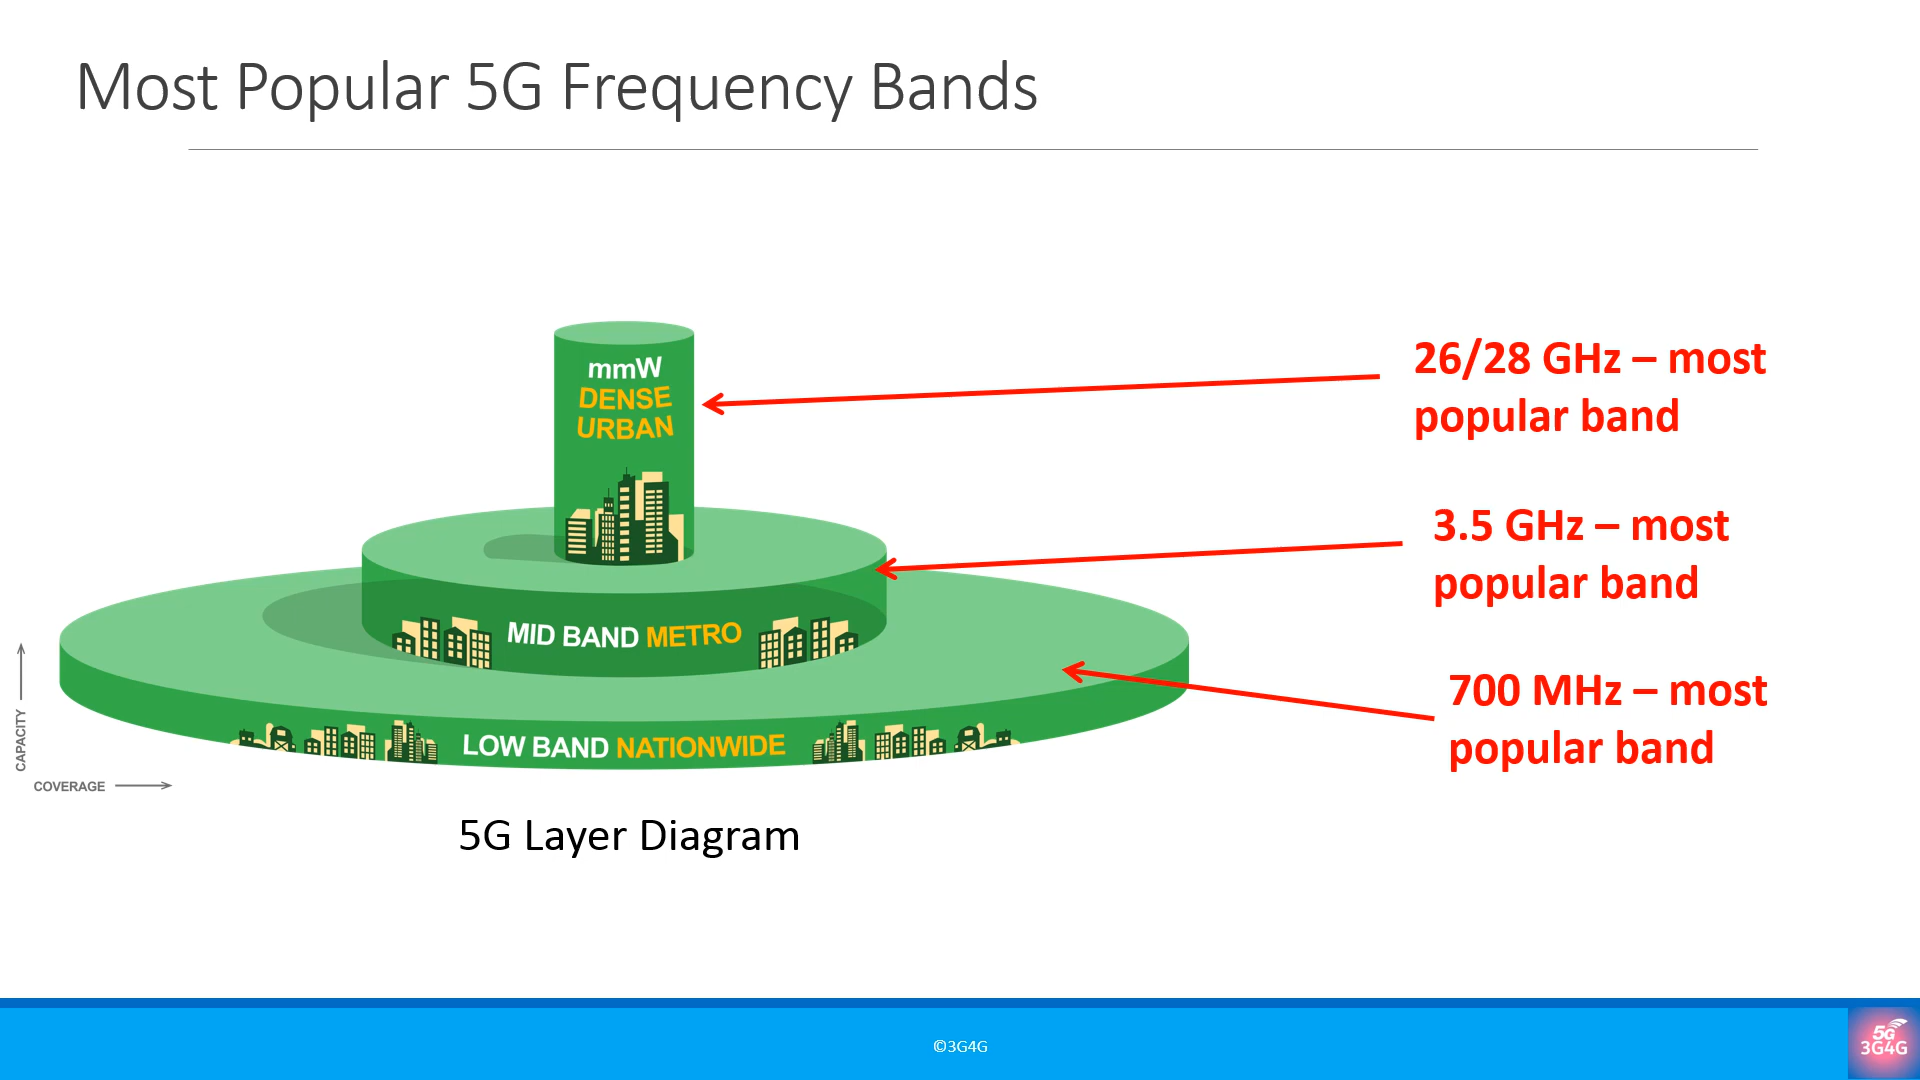 Most Popular 5G Frequency Bands
mmW
DENSE
URBAN
26/28 GHz – most
popular band
3.5 GHz – most
popular band
MID BAND METRO
700 MHz – most
popular band
LOW BAND NATIONWIDE
CAPACITY
COVERAGE
5G Layer Diagram
©3G4G
5G
3G4G